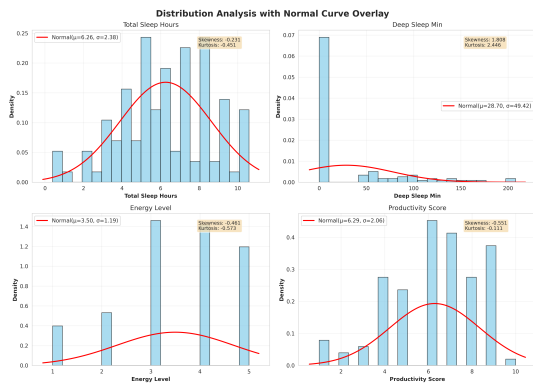 Distribution Analysis with Normal Curve Overlay
Total Sleep Hours
Normal(μ=6.26, σ=2.38)
Skewness: -0.231
Kurtosis: -0.451
Density
0.00
0.05
0.10
0.15
0.20
0.25
0
2
4
6
8
10
Total Sleep Hours
Deep Sleep Min
Skewness: 1.808
Kurtosis: 2.446
Normal(μ=28.70, σ=49.42)
Density
0.00
0.01
0.02
0.03
0.04
0.05
0.06
0.07
0
50
100
150
200
Deep Sleep Min
Energy Level
Normal(μ=3.50, σ=1.19)
Skewness: -0.461
Kurtosis: -0.573
Density
0.0
0.2
0.4
0.6
0.8
1.0
1.2
1.4
1
2
3
4
5
Energy Level
Productivity Score
Normal(μ=6.29, σ=2.06)
Skewness: -0.551
Kurtosis: -0.111
Density
0.0
0.1
0.2
0.3
0.4
2
4
6
8
10
Productivity Score